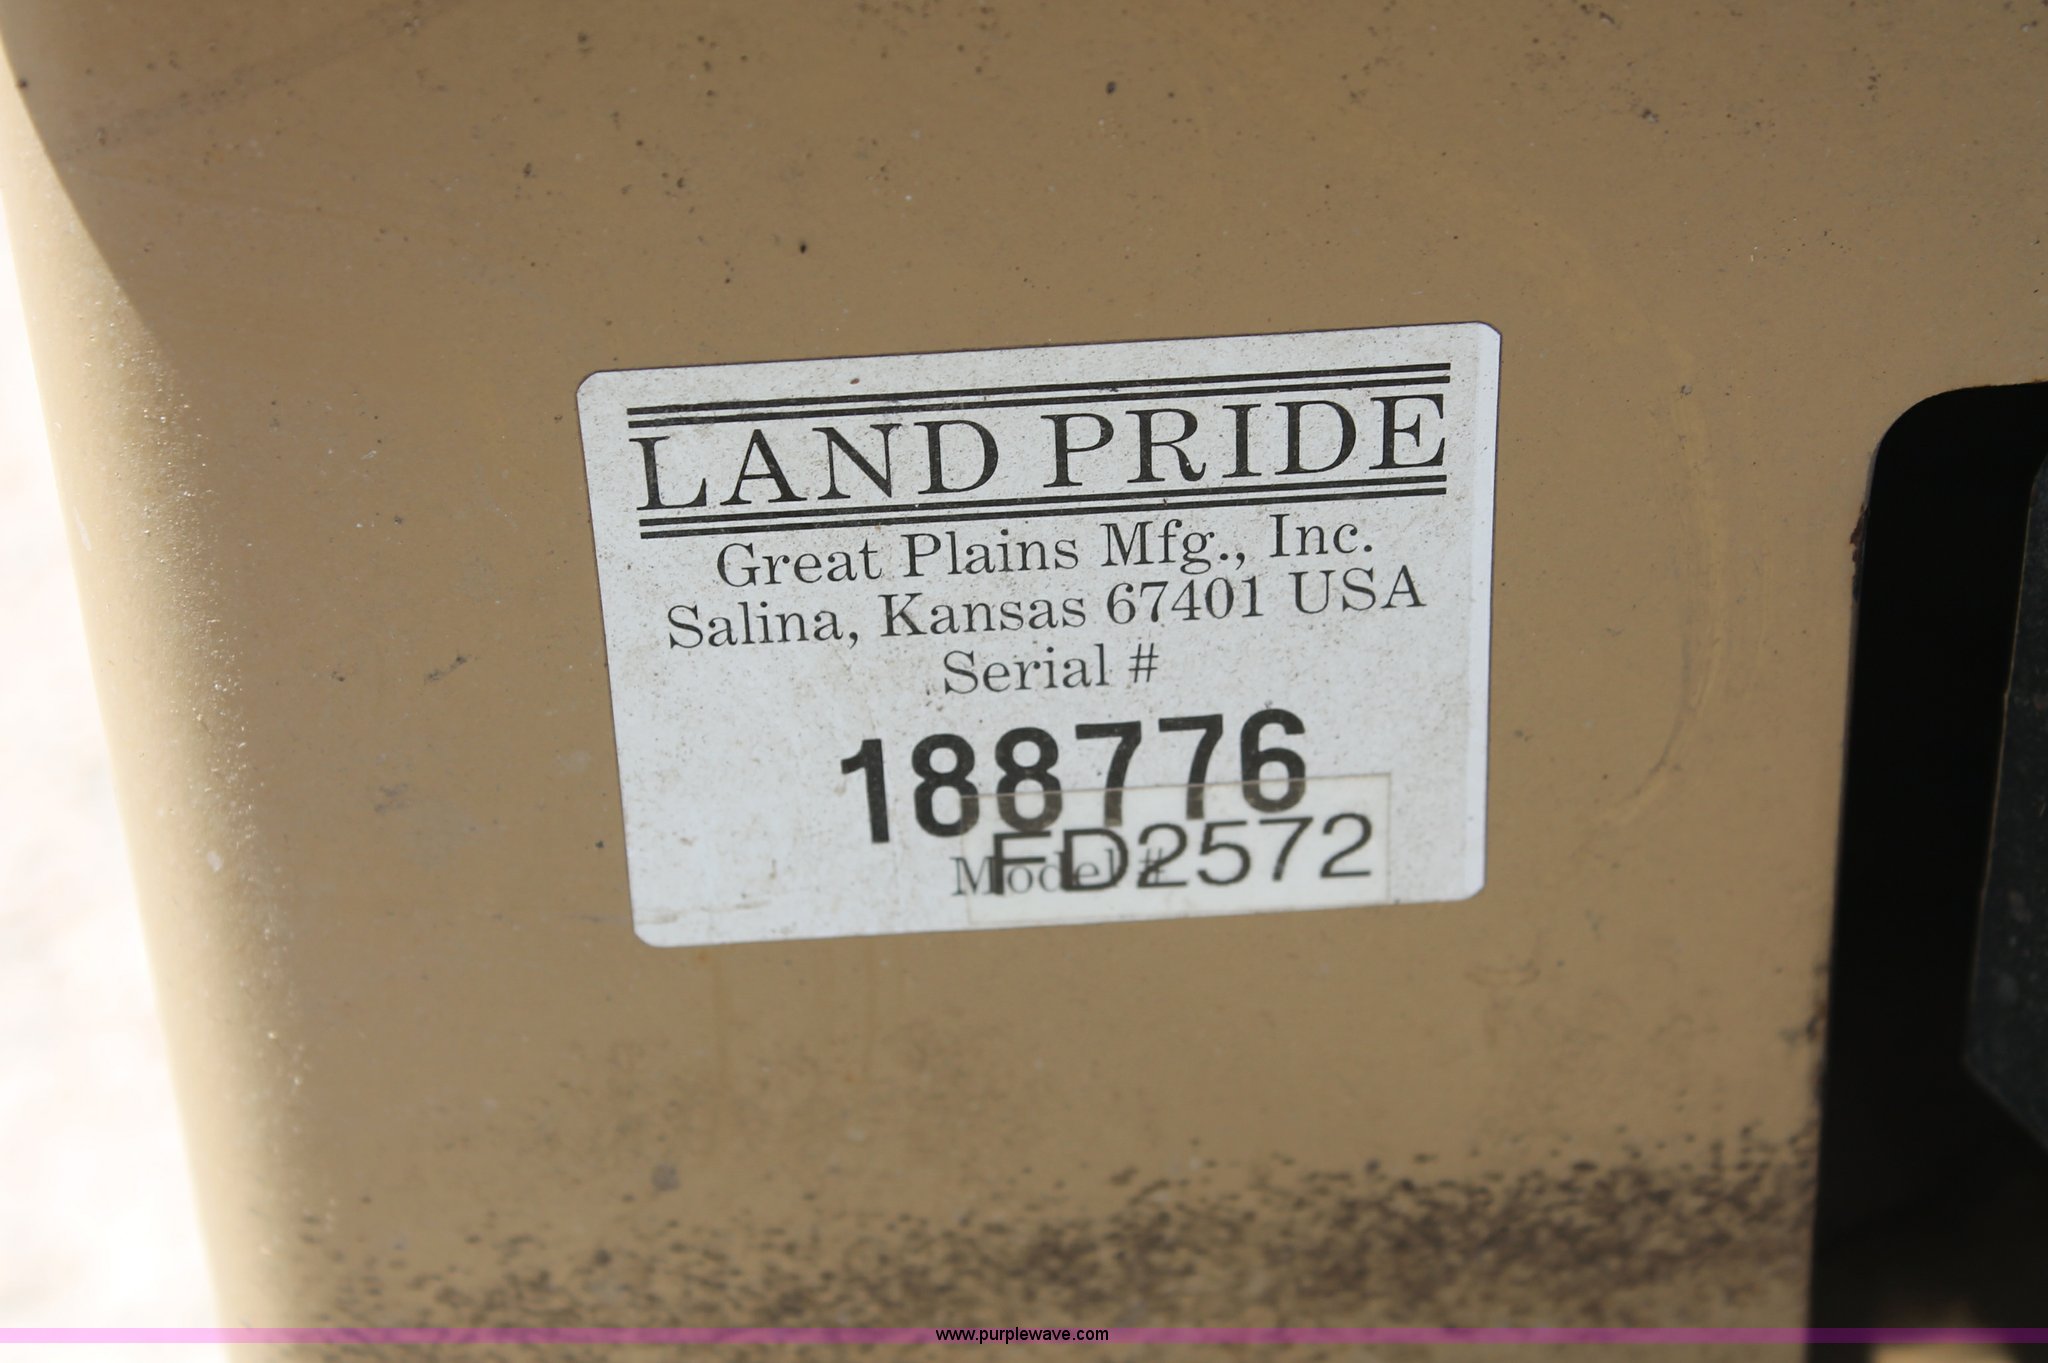 LAND PRIDE
Great Plains Mfg., Inc.
Salina, Kansas 67401 USA
Serial #
188776
FD2572
Model #
www.purplewave.com